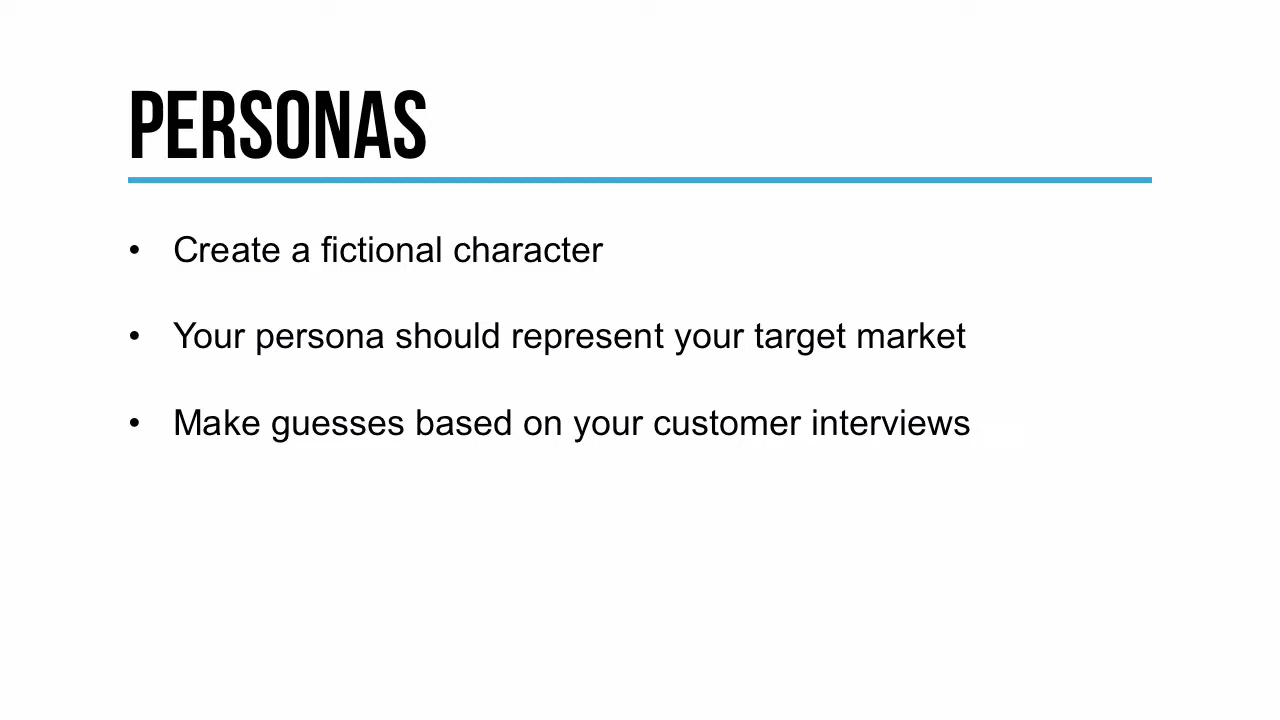 PERSONAS
• Create a fictional character
• Your persona should represent your target market
• Make guesses based on your customer interviews